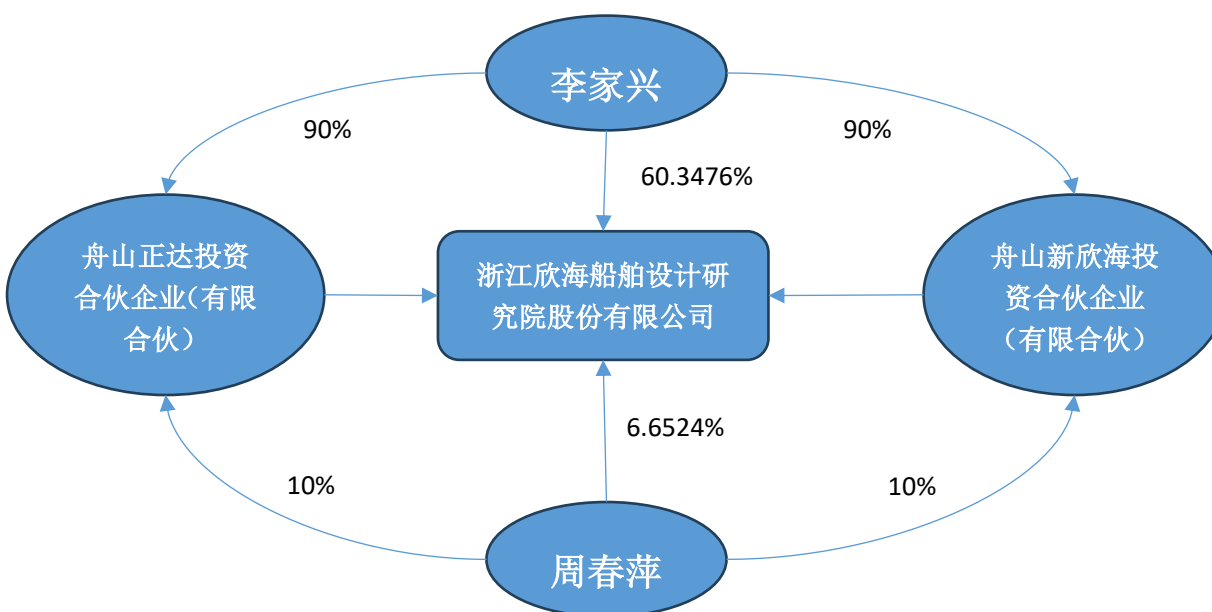 李家兴
90%
90%
60.3476%
舟山正达投资
合伙企业（有限
合伙）
浙江欣海船舶设计研
究院股份有限公司
舟山新欣海投
资合伙企业
（有限合伙）
6.6524%
10%
10%
周春萍